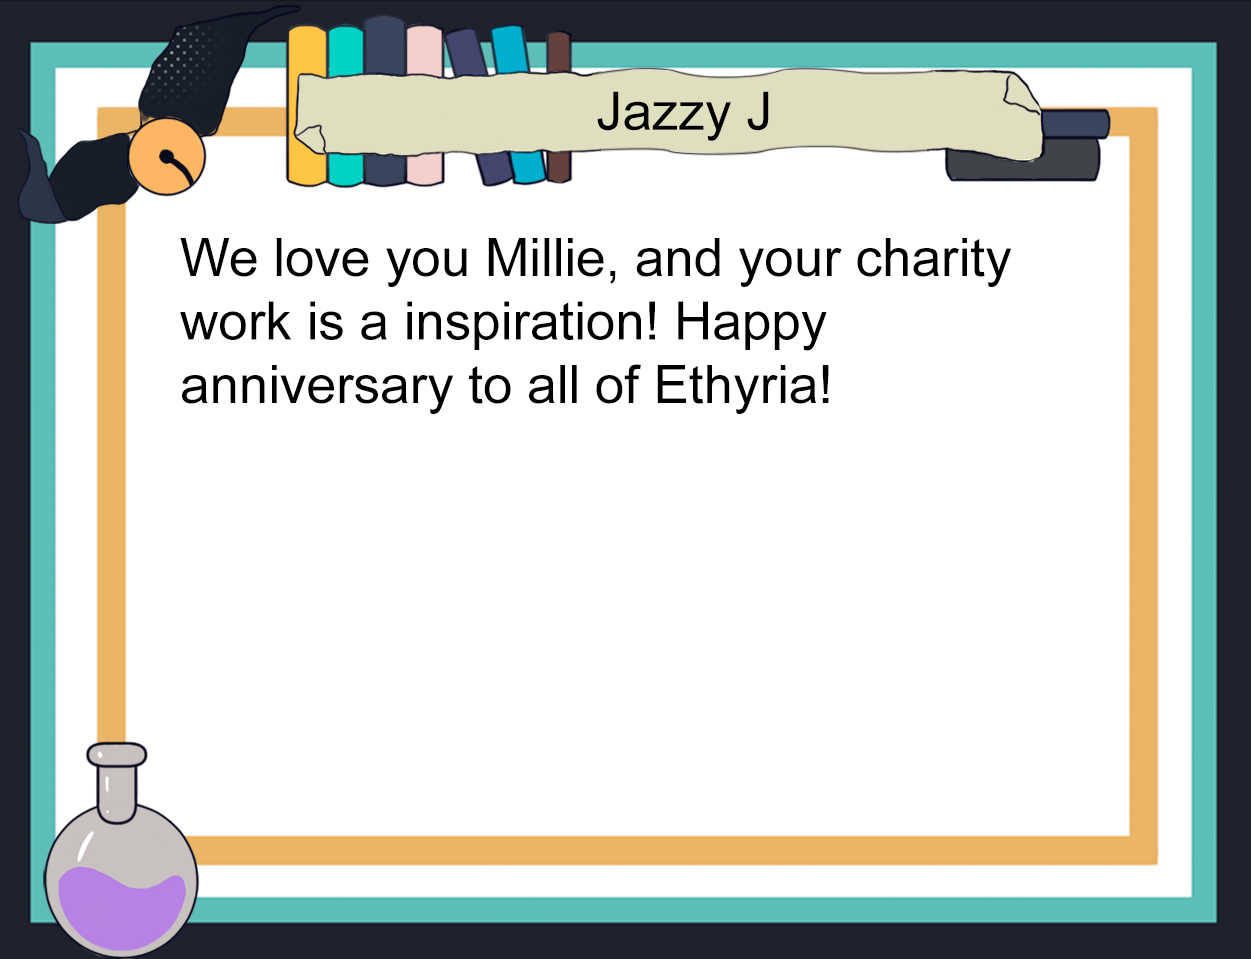 Jazzy J
We love you Millie, and your charity
work is a inspiration! Happy
anniversary to all of Ethyria!